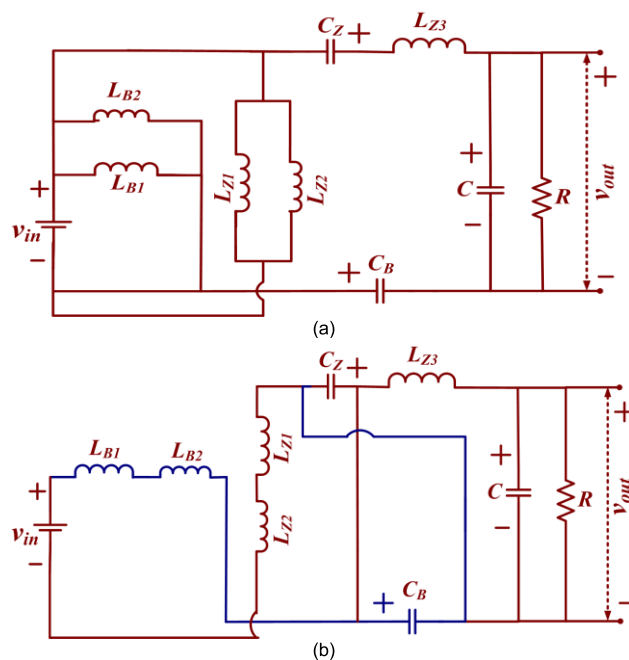 C_Z + L_Z3
L_B2
L_B1
L_Z1 L_Z2
+
v_in
−
+
C
−
R
+
v_out
−
+ C_B
(a)
C_Z + L_Z3
L_B1 L_B2
L_Z1
L_Z2
+
v_in
−
+
C
−
R
+
v_out
−
+ C_B
(b)